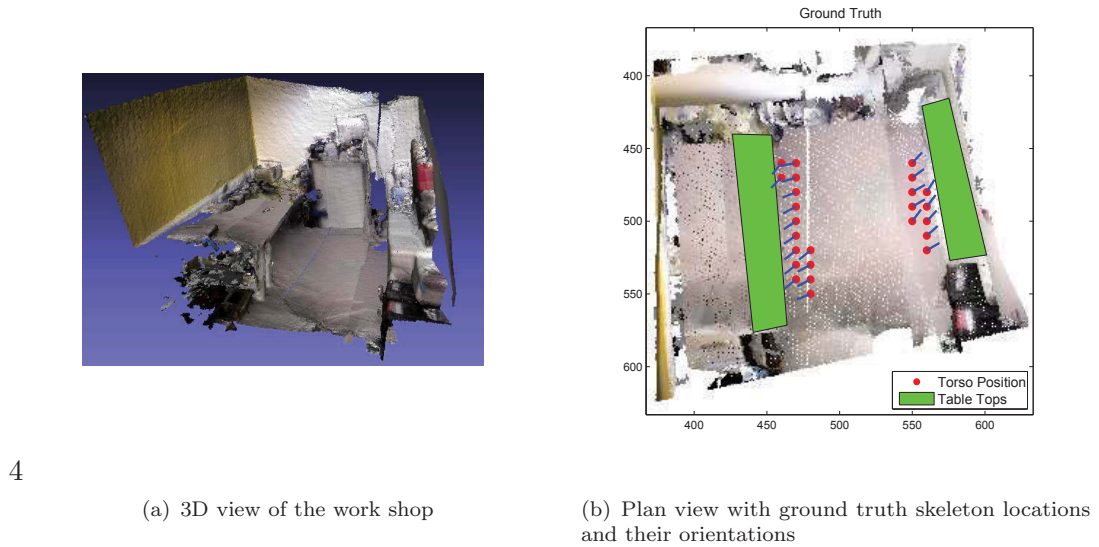 Ground Truth
400
450
500
550
600
400
450
500
550
600
Torso Position
Table Tops
4
(a) 3D view of the work shop
(b) Plan view with ground truth skeleton locations
and their orientations